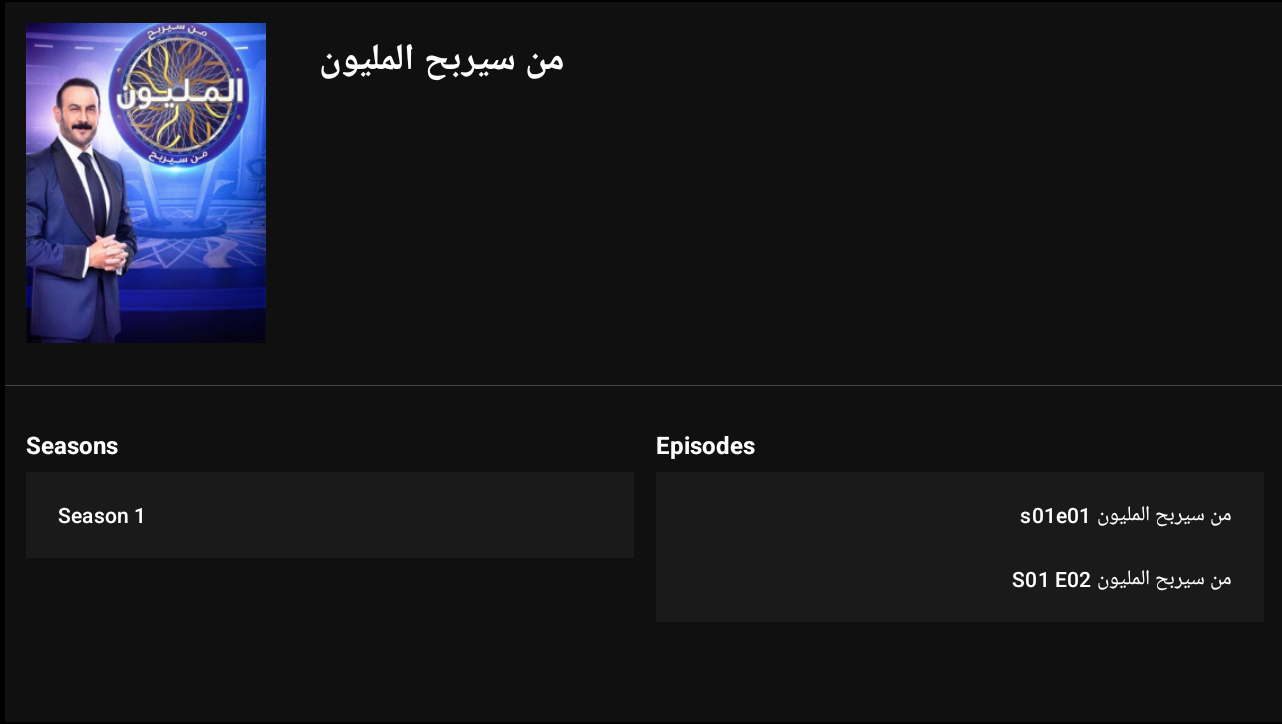 من سيربح
المليون
من سيربح
من سيربح المليون
Seasons
Season 1
Episodes
من سيربح المليون s01e01
من سيربح المليون S01 E02